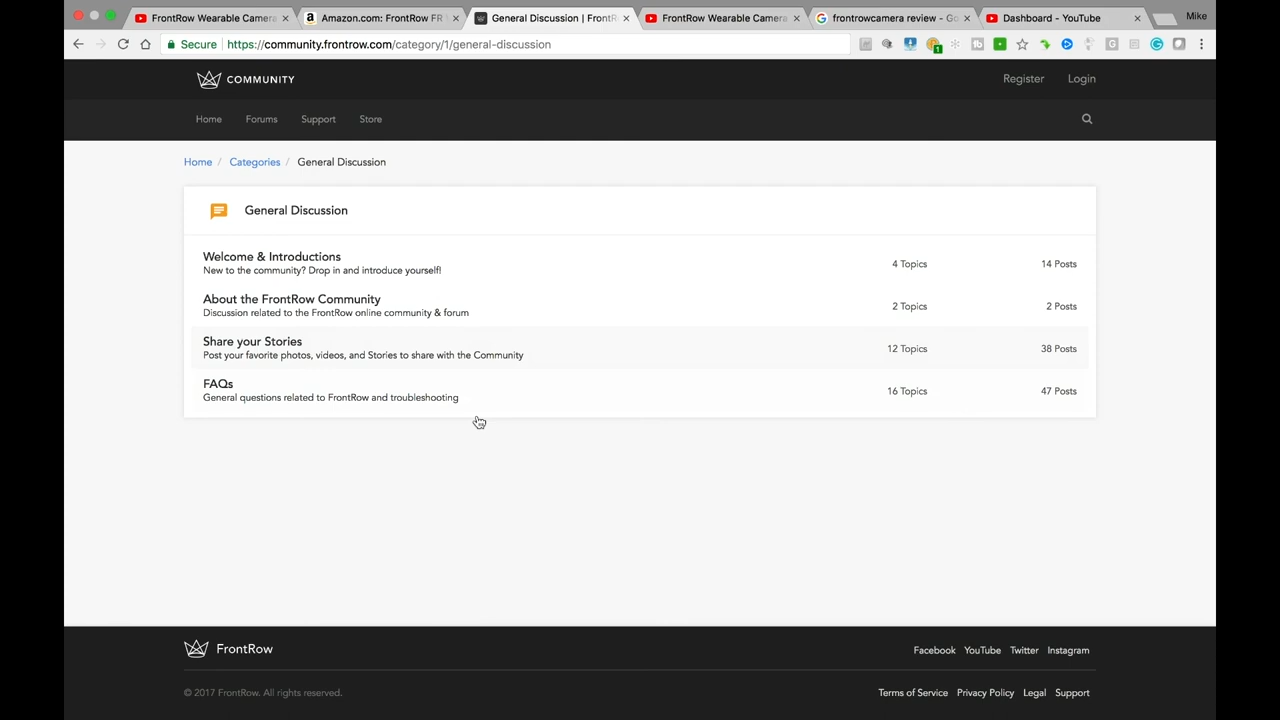 FrontRow Wearable Camera
Amazon.com: FrontRow FR
General Discussion | FrontR
FrontRow Wearable Camera
frontrowcamera review - Go
Dashboard - YouTube
Mike
Secure
https://community.frontrow.com/category/1/general-discussion
COMMUNITY
Register
Login
Home
Forums
Support
Store
Home / Categories / General Discussion
General Discussion
Welcome & Introductions
New to the community? Drop in and introduce yourself!
4 Topics
14 Posts
About the FrontRow Community
Discussion related to the FrontRow online community & forum
2 Topics
2 Posts
Share your Stories
Post your favorite photos, videos, and Stories to share with the Community
12 Topics
38 Posts
FAQs
General questions related to FrontRow and troubleshooting
16 Topics
47 Posts
FrontRow
Facebook
YouTube
Twitter
Instagram
© 2017 FrontRow. All rights reserved.
Terms of Service
Privacy Policy
Legal
Support